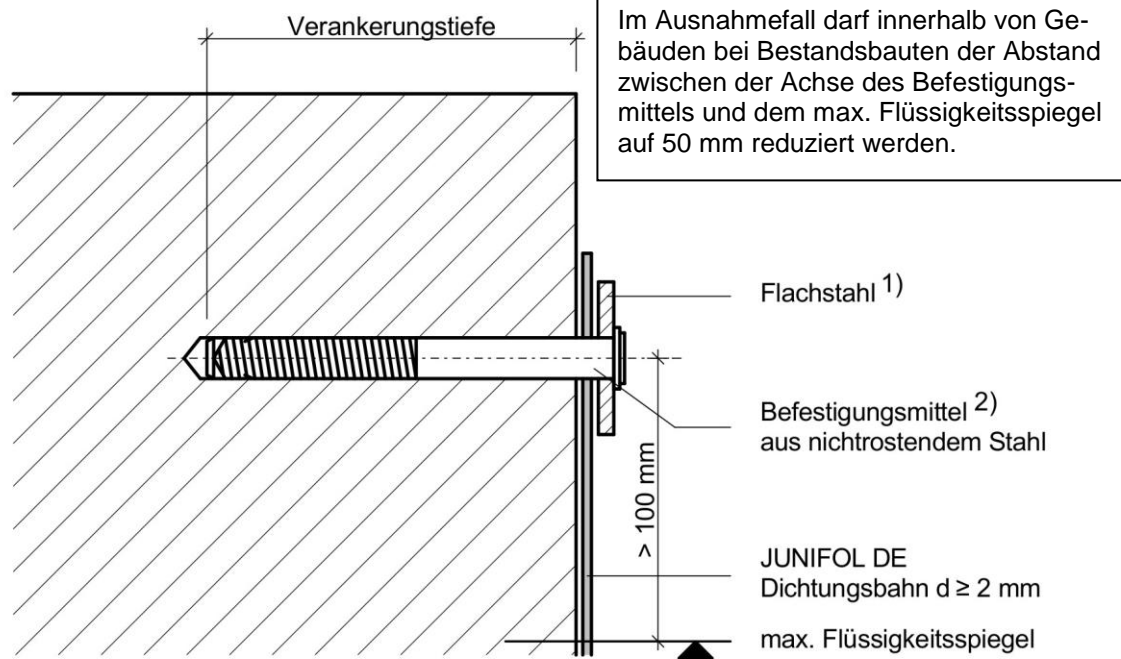 Verankerungstiefe
Im Ausnahmefall darf innerhalb von Ge-
bäuden bei Bestandsbauten der Abstand
zwischen der Achse des Befestigungs-
mittels und dem max. Flüssigkeitsspiegel
auf 50 mm reduziert werden.
Flachstahl 1)
Befestigungsmittel 2)
aus nichtrostendem Stahl
> 100 mm
JUNIFOL DE
Dichtungsbahn d ≥ 2 mm
max. Flüssigkeitsspiegel